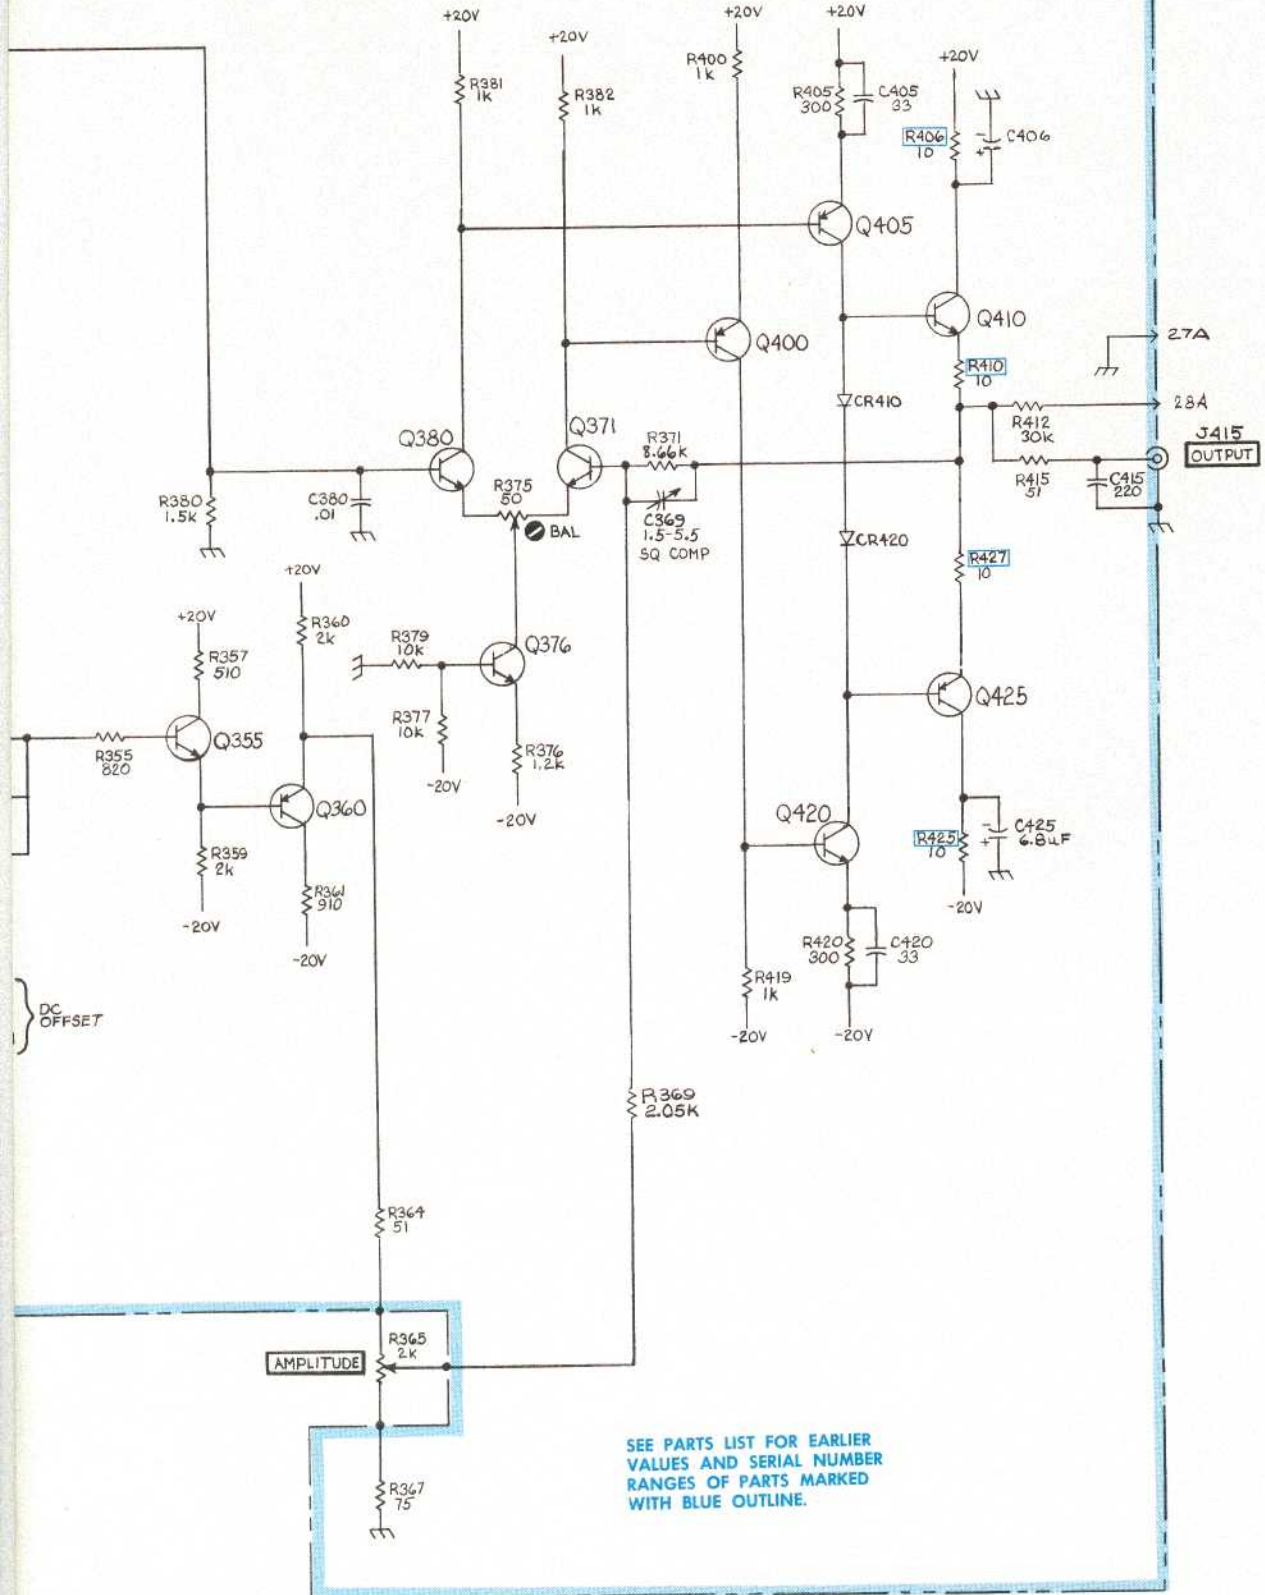 +20V
+20V
+20V
+20V
+20V
R381
1K
R382
1K
R400
1K
R405
300
C405
33
R406
10
C406
Q405
Q410
Q400
27A
R410
10
CR410
28A
R412
30K
J415
OUTPUT
Q380
Q371
R371
8.66K
R380
1.5K
C380
.01
R375
50
BAL
C369
1.5-5.5
SQ COMP
R415
51
C415
220
CR420
R427
10
+20V
+20V
R360
2K
R357
510
R379
10K
Q376
Q425
R355
820
Q355
R377
10K
-20V
R376
1.2K
-20V
Q360
Q420
R359
2K
R361
910
-20V
-20V
R425
10
C425
6.8uF
-20V
R420
300
C420
33
R419
1K
-20V
-20V
DC
OFFSET
R369
2.05K
R364
51
R365
2K
AMPLITUDE
R367
75
SEE PARTS LIST FOR EARLIER
VALUES AND SERIAL NUMBER
RANGES OF PARTS MARKED
WITH BLUE OUTLINE.